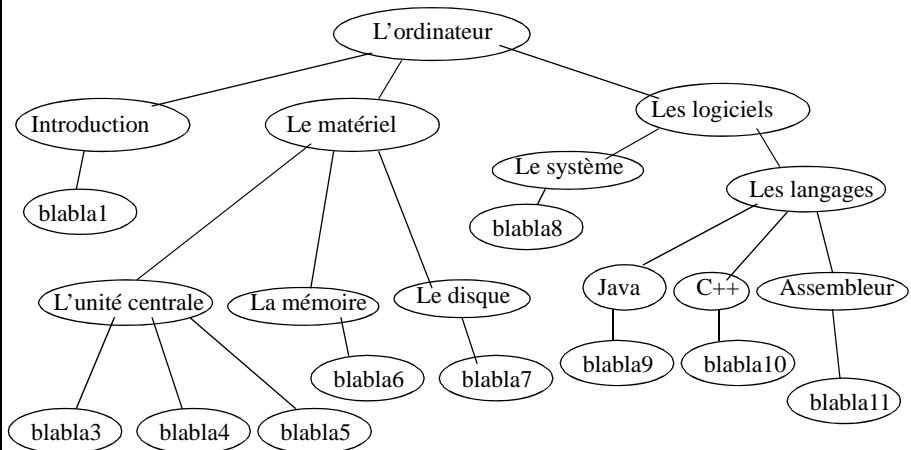 L'ordinateur
Introduction
Le matériel
Les logiciels
Le système
Les langages
blabla1
blabla8
L'unité centrale
La mémoire
Le disque
Java
C++
Assembleur
blabla6
blabla7
blabla9
blabla10
blabla11
blabla3
blabla4
blabla5